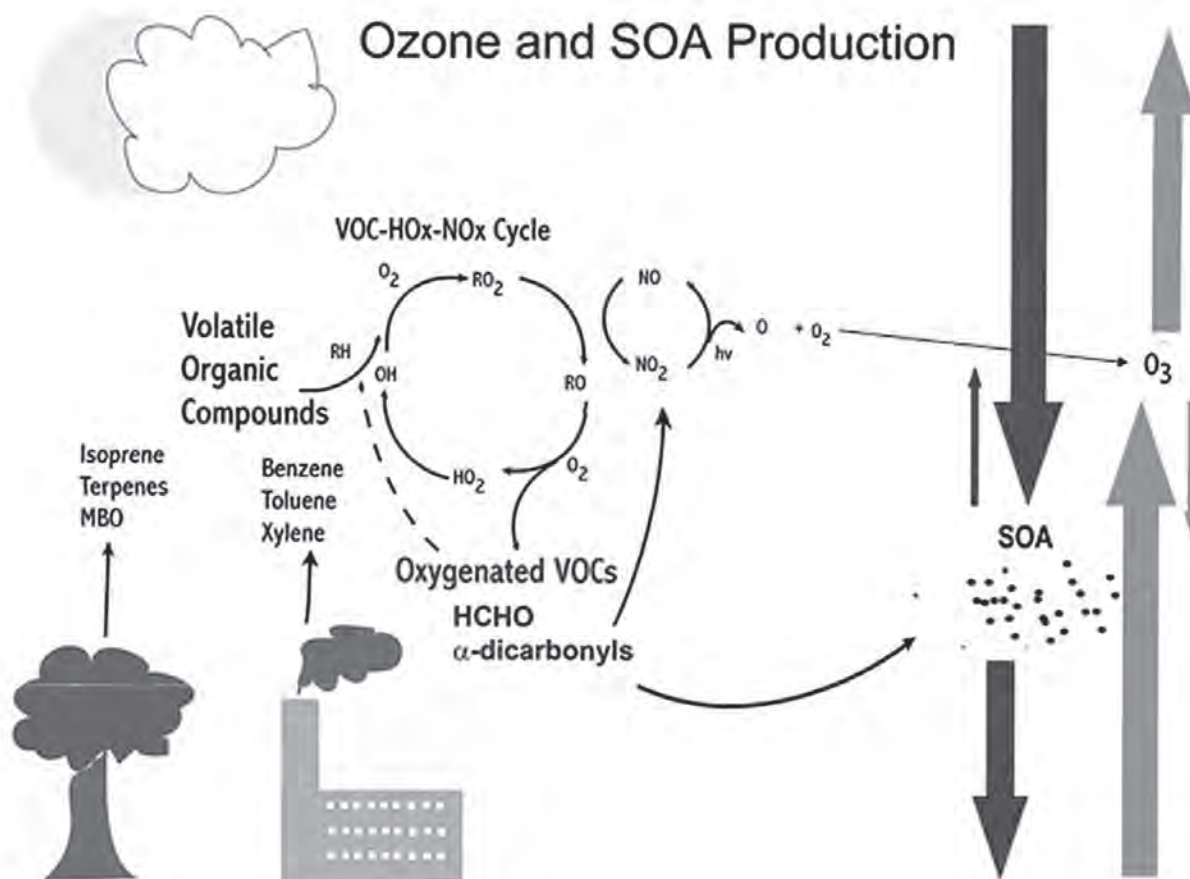 Ozone and SOA Production
VOC-HOx-NOx Cycle
O₂
RO₂
NO
Volatile
Organic
Compounds
RH
OH
RO
NO₂
hν
O + O₂
O₃
HO₂
O₂
Isoprene
Terpenes
MBO
Benzene
Toluene
Xylene
Oxygenated VOCs
HCHO
α-dicarbonyls
SOA